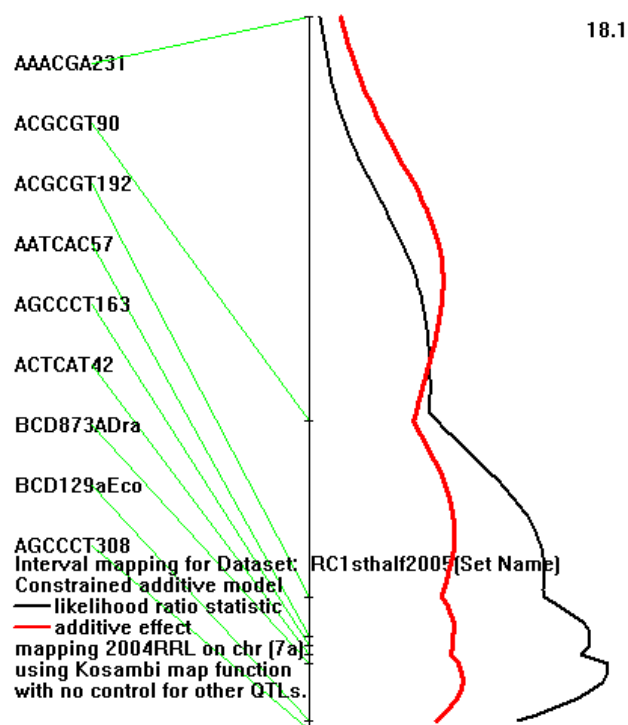 18.1
AAACGA231
ACGCGT90
ACGCGT192
AATCAC57
AGCCCT163
ACTCAT42
BCD873ADra
BCD129aEco
AGCCCT308
Interval mapping for Dataset: RC1sthalf2005(Set Name)
Constrained additive model
likelihood ratio statistic
additive effect
mapping 2004RRL on chr (7a)
using Kosambi map function
with no control for other QTLs.